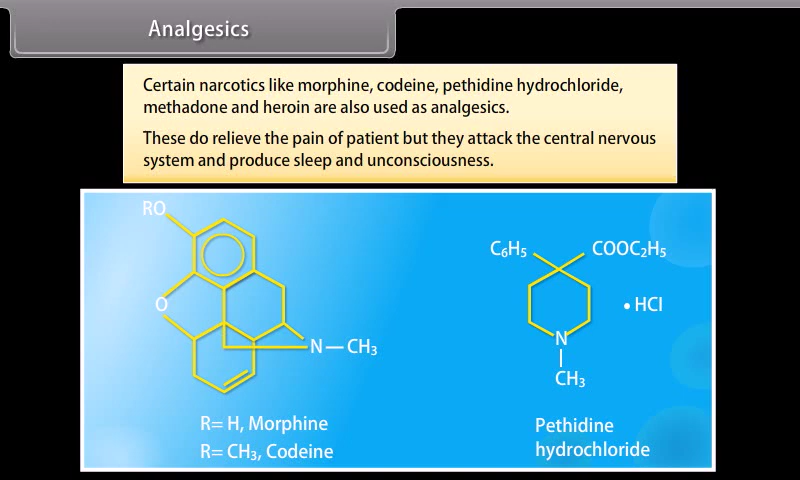 Analgesics
Certain narcotics like morphine, codeine, pethidine hydrochloride,
methadone and heroin are also used as analgesics.
These do relieve the pain of patient but they attack the central nervous
system and produce sleep and unconsciousness.
RO
O
N — CH₃
R= H, Morphine
R= CH₃, Codeine
C₆H₅
COOC₂H₅
• HCl
N
CH₃
Pethidine
hydrochloride